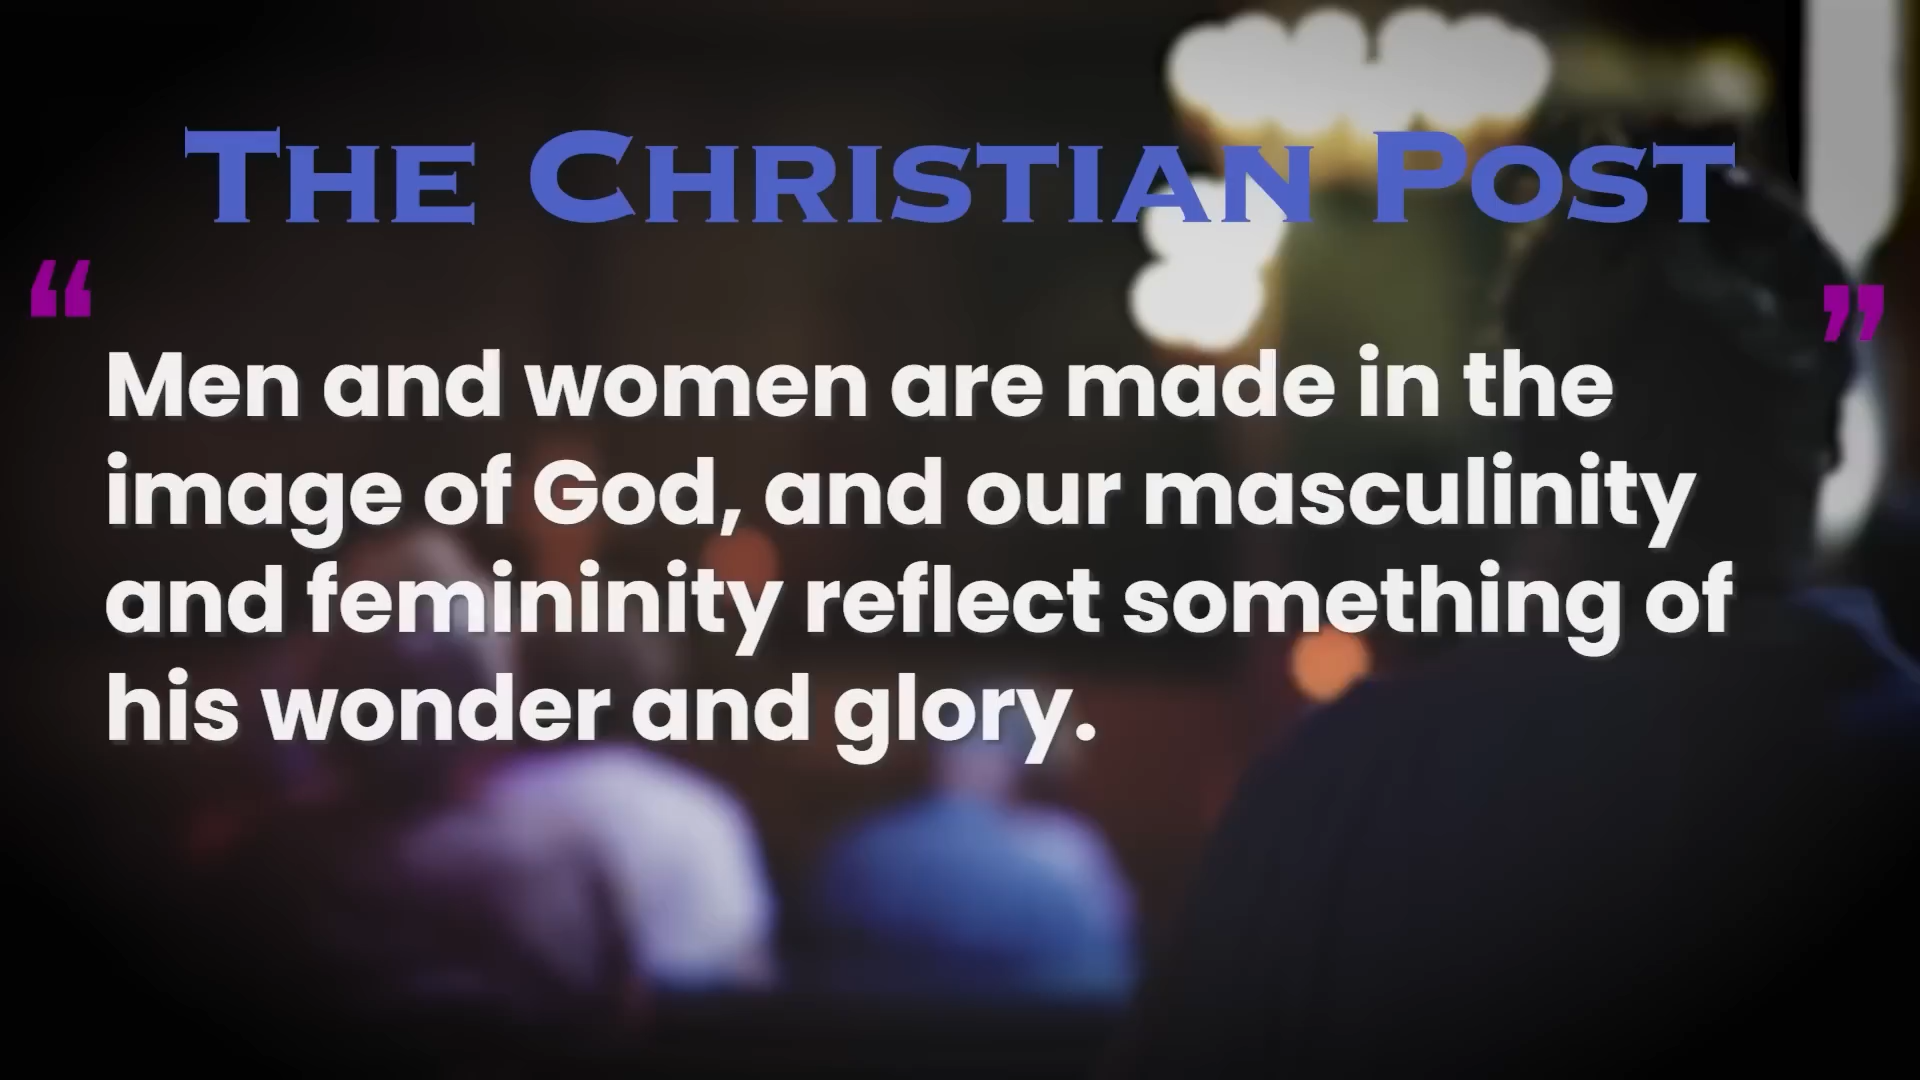 The Christian Post
“
”
Men and women are made in the
image of God, and our masculinity
and femininity reflect something of
his wonder and glory.